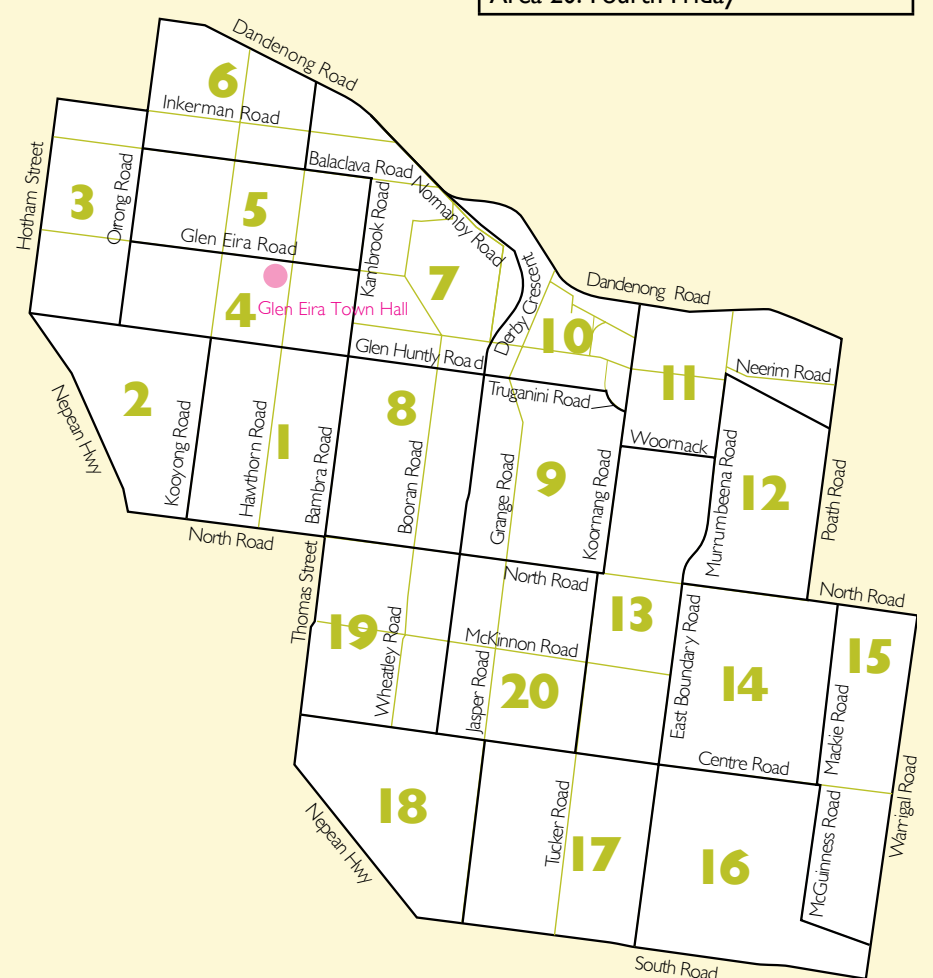 Area 20: Fourth Friday
Dandenong Road
6
Inkerman Road
Balaclava Road
Hotham Street
3
Orrong Road
5
Kambrook Road
Normanby Road
Glen Eira Road
7
4
Glen Eira Town Hall
Derby Crescent
Dandenong Road
10
Glen Huntly Road
11
Neerim Road
Truganini Road
Nepean Hwy
2
Kooyong Road
Hawthorn Road
1
Bambra Road
8
Booran Road
Grange Road
9
Koornang Road
Woornack
Murrumbeena Road
12
Poath Road
North Road
Thomas Street
North Road
North Road
19
Wheatley Road
McKinnon Road
Jasper Road
20
13
East Boundary Road
14
Mackie Road
15
Centre Road
Warrigal Road
Nepean Hwy
18
Tucker Road
17
16
McGuinness Road
South Road